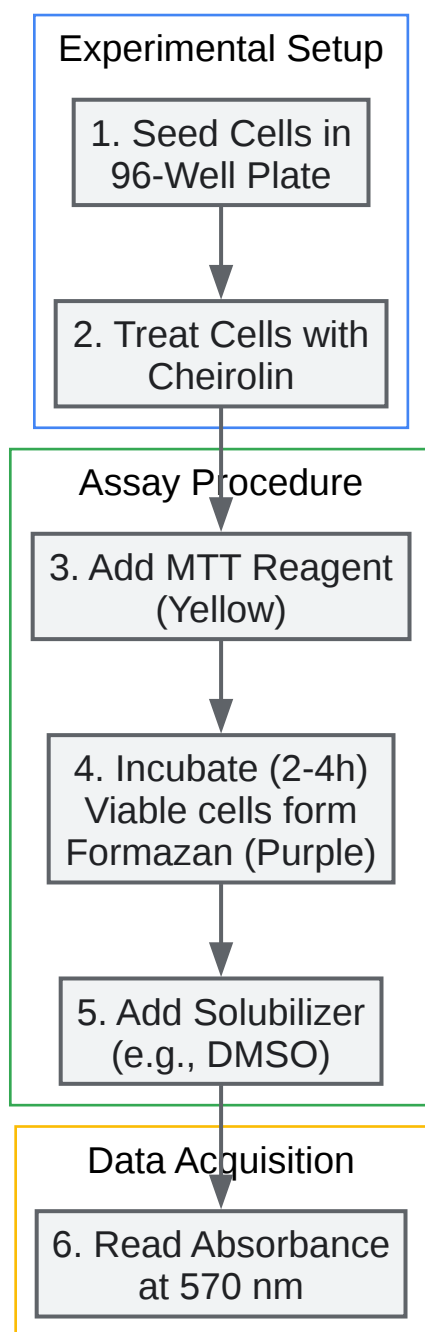 Experimental Setup
1. Seed Cells in
96-Well Plate
2. Treat Cells with
Cheirolin
Assay Procedure
3. Add MTT Reagent
(Yellow)
4. Incubate (2-4h)
Viable cells form
Formazan (Purple)
5. Add Solubilizer
(e.g., DMSO)
Data Acquisition
6. Read Absorbance
at 570 nm